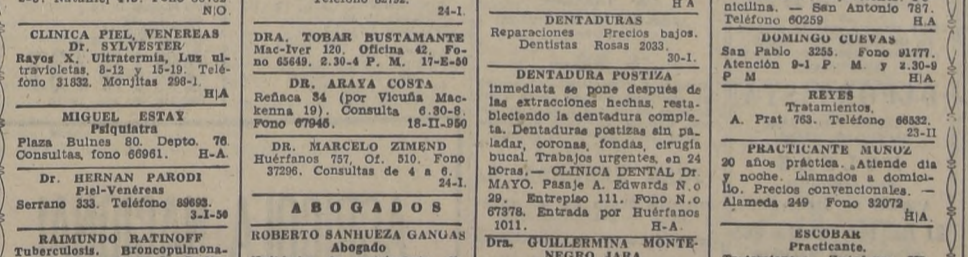 N|O
CLINICA PIEL, VENEREAS
Dr. SYLVESTER
Rayos X, Ultratermia, Luz ul-
travioletas, 8-12 y 15-19. Telé-
fono 31832. Monjitas 298-1.
H|A
MIGUEL ESTAY
Psiquiatra
Plaza Bulnes 80. Depto. 76
Consultas, fono 66961. H-A.
Dr. HERNAN PARODI
Piel-Venéreas
Serrano 333. Teléfono 89693.
3-I-50
RAIMUNDO RATINOFF
Tuberculosis. Broncopulmona-
24-I.
DRA. TOBAR BUSTAMANTE
Mac-Iver 120. Oficina 42. Fo-
no 65649. 2.30-4 P. M. 17-E-50
DR. ARAYA COSTA
Reñaca 34 (por Vicuña Mac-
kenna 19). Consulta 6.30-8.
Fono 67946. 18-II-950
DR. MARCELO ZIMEND
Huérfanos 757, Of. 510. Fono
37296. Consultas de 4 a 6.
24-I.
ABOGADOS
ROBERTO SANHUEZA GANGAS
Abogado
H A
DENTADURAS
Reparaciones Precios bajos.
Dentistas Rosas 2033.
30-I.
DENTADURA POSTIZA
inmediata se pone después de
las extracciones hechas, resta-
bleciendo la dentadura comple-
ta. Dentaduras postizas sin pa-
ladar, coronas, fondas, cirugía
bucal. Trabajos urgentes, en 24
horas.— CLINICA DENTAL Dr.
MAYO. Pasaje A. Edwards N.o
29. Entrepiso 111. Fono N.o
67378. Entrada por Huérfanos
1011. H-A.
Dra. GUILLERMINA MONTE-
NEGRO JARA
nicilina. — San Antonio 787.
Teléfono 60259 H.A
DOMINGO CUEVAS
San Pablo 3255. Fono 91777.
Atención 9-1 P. M. y 2.30-9
P M H|A.
REYES
Tratamientos.
A. Prat 763. Teléfono 66532.
23-II
PRACTICANTE MUÑOZ
20 años práctica. Atiende dia
y noche. Llamados a domici-
lio. Precios convencionales. —
Alameda 249 Fono 32072
H|A.
ESCOBAR
Practicante.